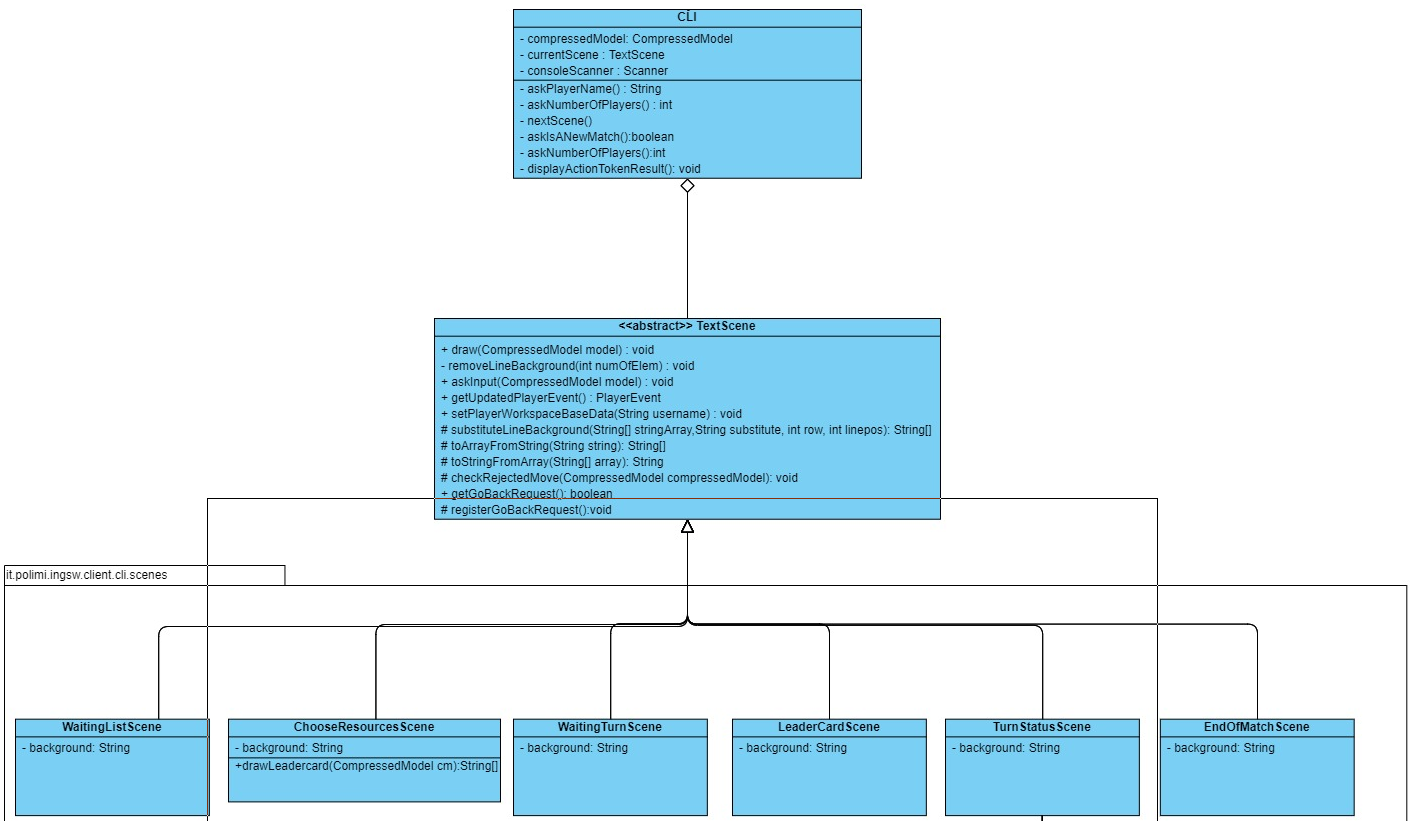 CLI
- compressedModel: CompressedModel
- currentScene : TextScene
- consoleScanner : Scanner
- askPlayerName() : String
- askNumberOfPlayers() : int
- nextScene()
- askIsANewMatch():boolean
- askNumberOfPlayers():int
- displayActionTokenResult(): void
<<abstract>> TextScene
+ draw(CompressedModel model) : void
- removeLineBackground(int numOfElem) : void
+ askInput(CompressedModel model) : void
+ getUpdatedPlayerEvent() : PlayerEvent
+ setPlayerWorkspaceBaseData(String username) : void
# substituteLineBackground(String[] stringArray,String substitute, int row, int linepos): String[]
# toArrayFromString(String string): String[]
# toStringFromArray(String[] array): String
# checkRejectedMove(CompressedModel compressedModel): void
+ getGoBackRequest(): boolean
# registerGoBackRequest():void
it.polimi.ingsw.client.cli.scenes
WaitingListScene
- background: String
ChooseResourcesScene
- background: String
+drawLeadercard(CompressedModel cm):String[]
WaitingTurnScene
- background: String
LeaderCardScene
- background: String
TurnStatusScene
- background: String
EndOfMatchScene
- background: String